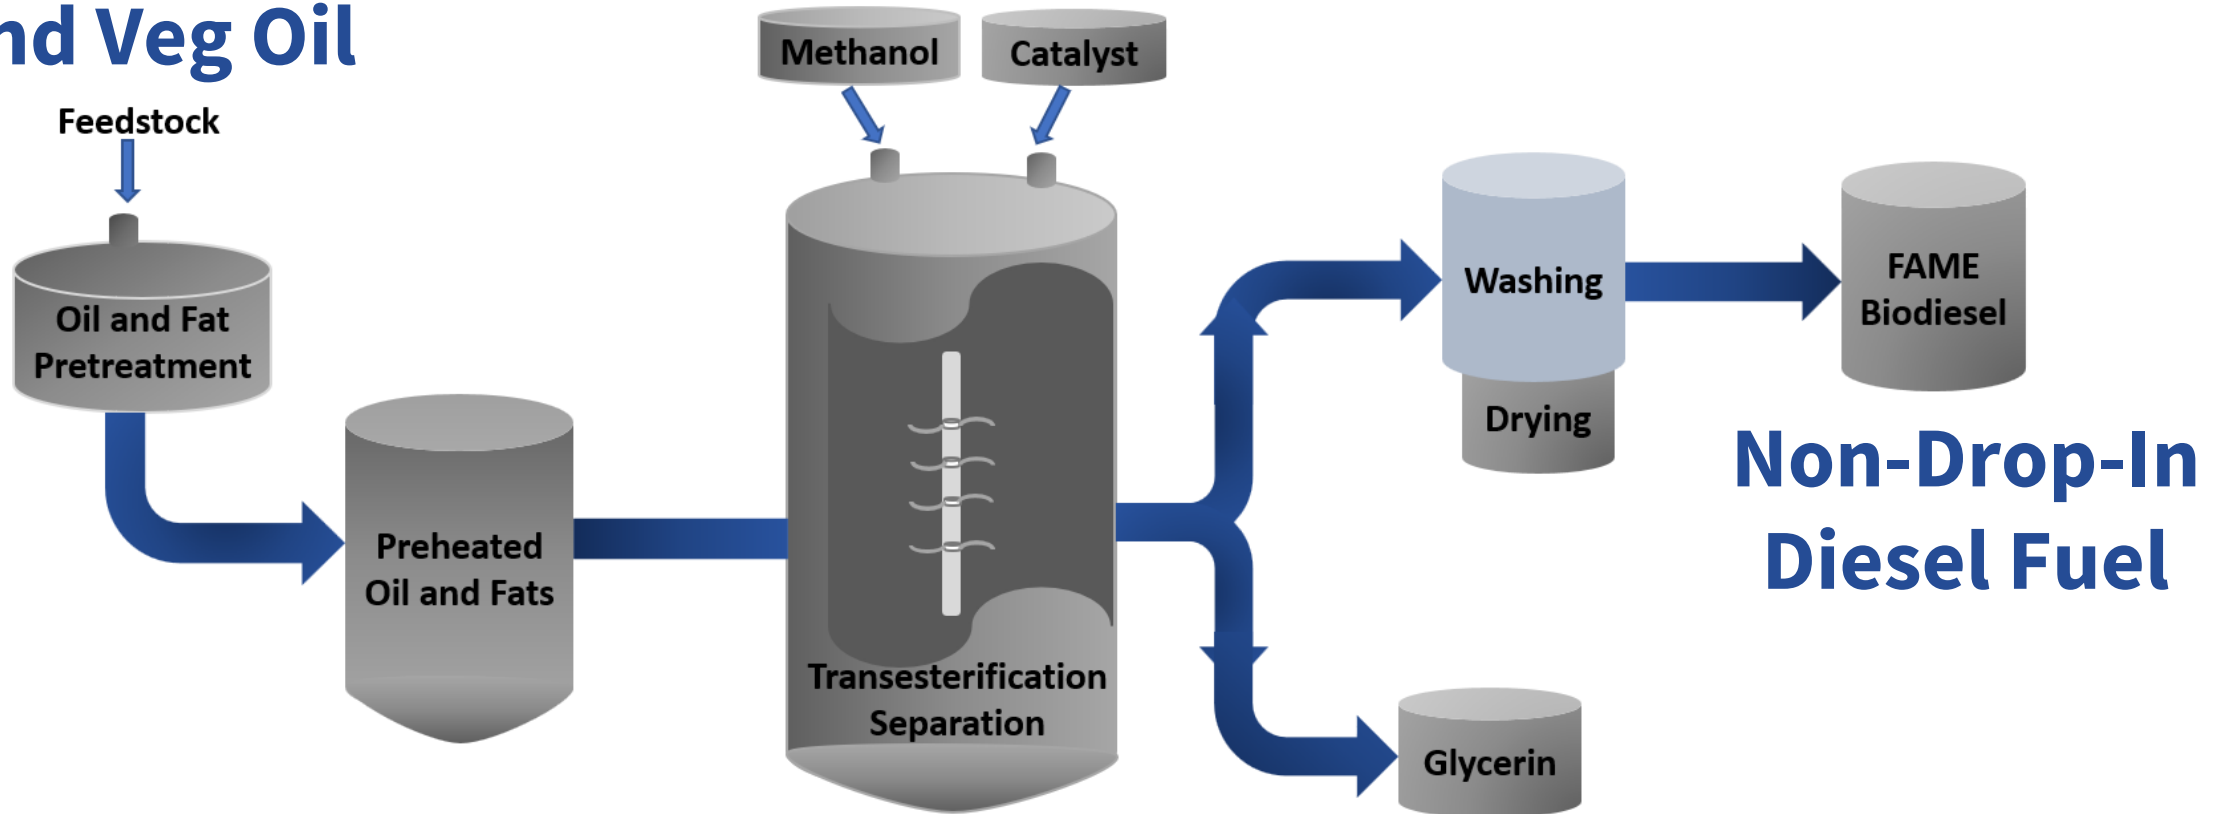 nd Veg Oil
Feedstock
Oil and Fat
Pretreatment
Preheated
Oil and Fats
Methanol
Catalyst
Transesterification
Separation
Washing
Drying
FAME
Biodiesel
Non-Drop-In
Diesel Fuel
Glycerin